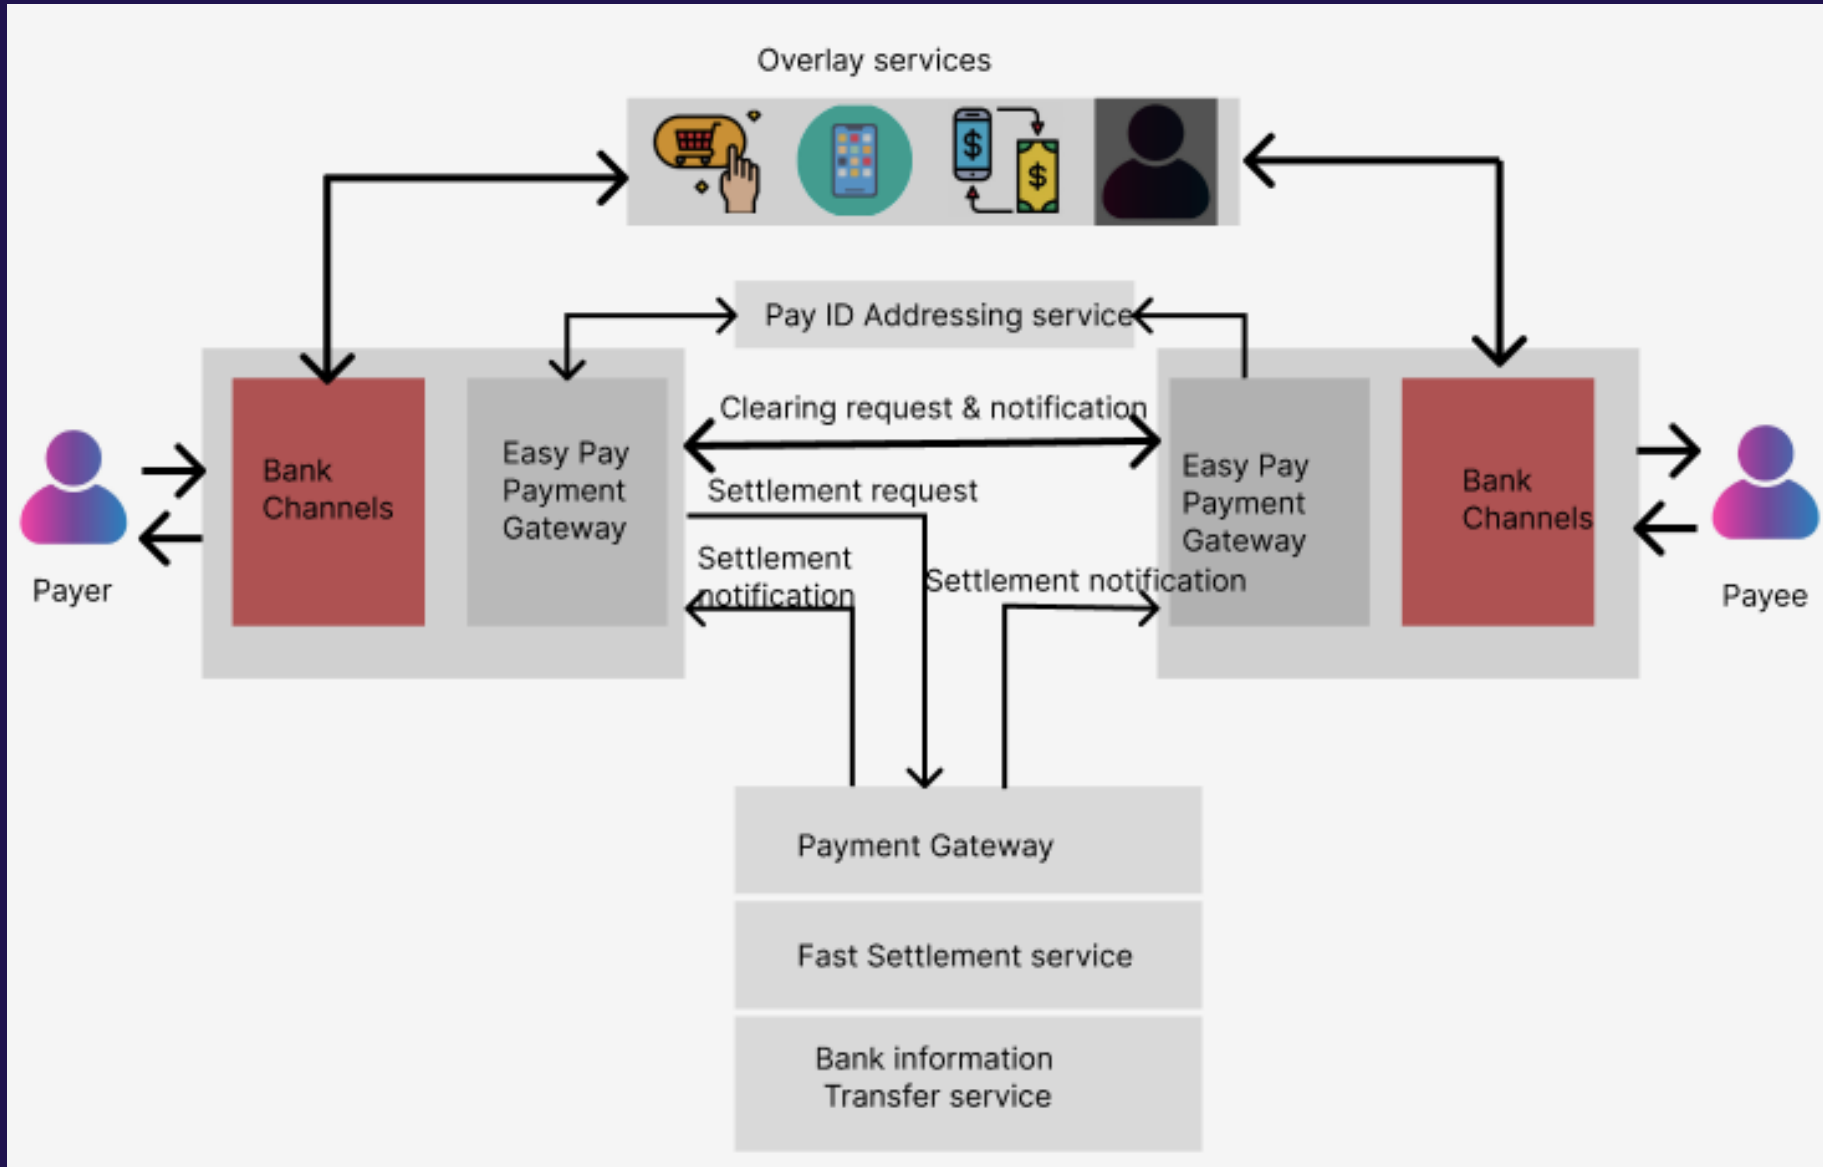 Overlay services
$
$
Pay ID Addressing service
Clearing request & notification
Easy Pay
Payment
Gateway
Bank
Channels
Settlement request
Settlement
notification
Settlement notification
Easy Pay
Payment
Gateway
Bank
Channels
Payer
Payee
Payment Gateway
Fast Settlement service
Bank information
Transfer service